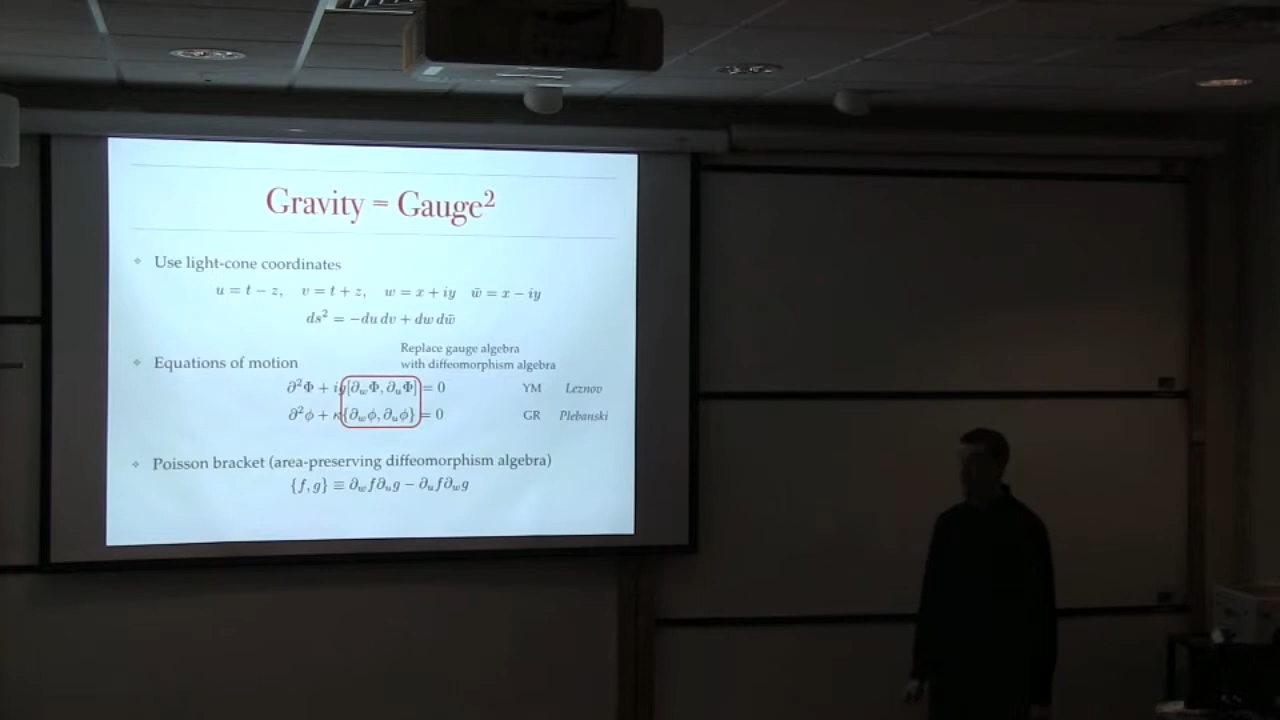 Gravity = Gauge²
❖ Use light-cone coordinates
u = t − z, v = t + z, w = x + iy w̄ = x − iy
ds² = −du dv + dw dw̄
Replace gauge algebra
with diffeomorphism algebra
❖ Equations of motion
∂²Φ + ig[∂_wΦ, ∂_uΦ] = 0 YM Leznov
∂²ϕ + κ{∂_wϕ, ∂_uϕ} = 0 GR Plebanski
❖ Poisson bracket (area-preserving diffeomorphism algebra)
{f, g} ≡ ∂_wf∂_ug − ∂_uf∂_wg